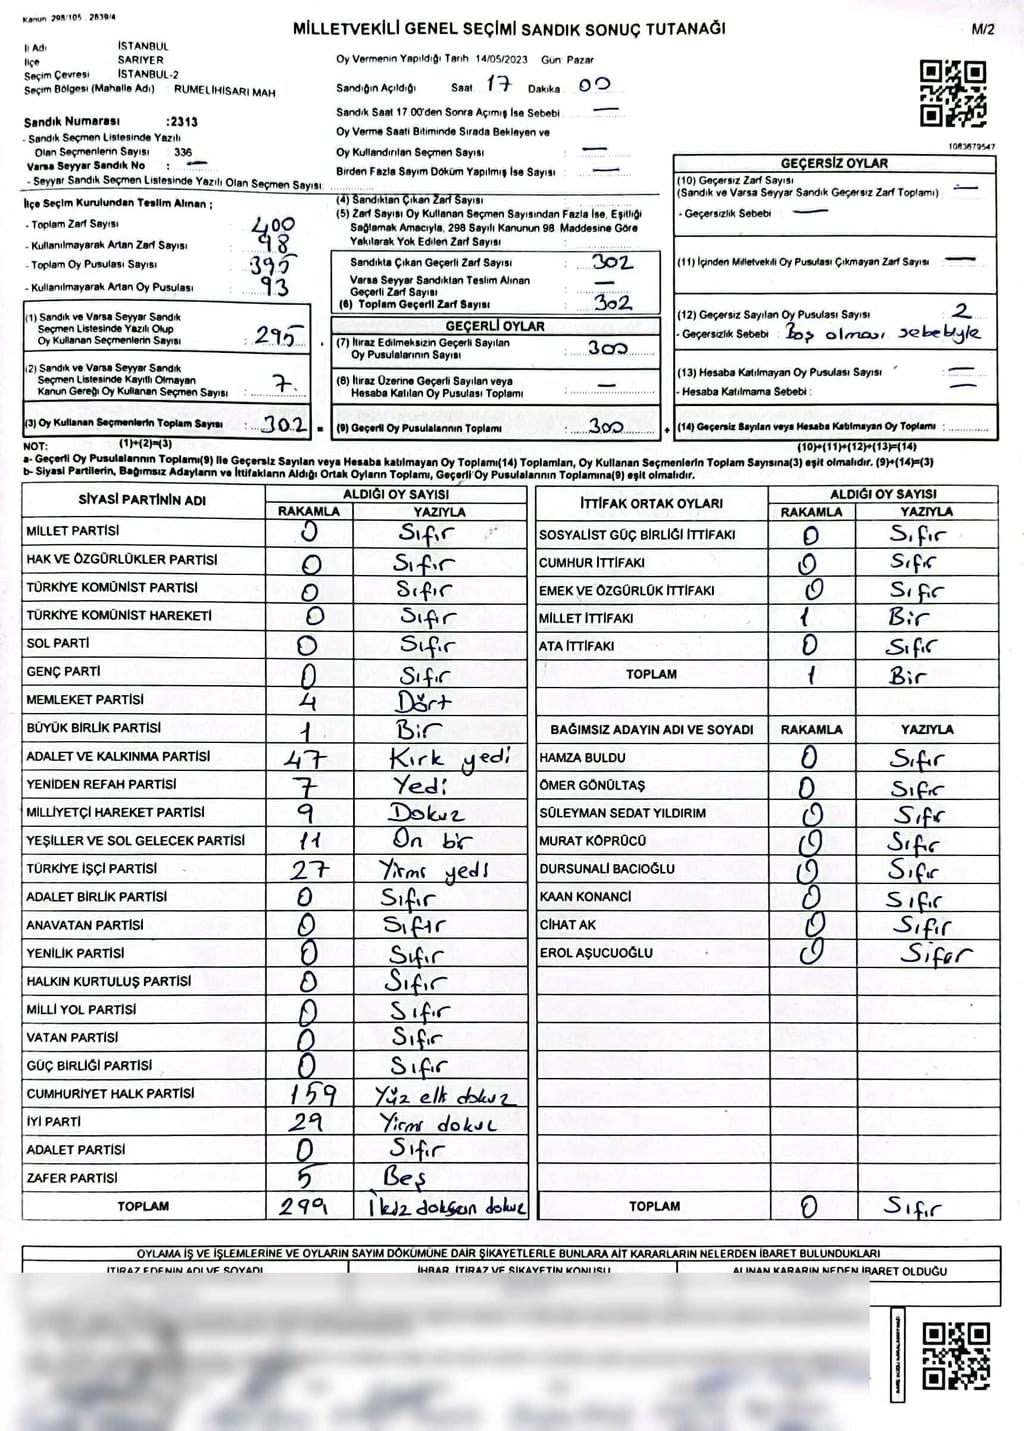 Kanun 298/105 . 2839/4
MİLLETVEKİLİ GENEL SEÇİMİ SANDIK SONUÇ TUTANAĞI
M/2
İl Adı İSTANBUL
İlçe SARIYER
Seçim Çevresi İSTANBUL-2
Seçim Bölgesi (Mahalle Adı) : RUMELİHİSARI MAH
Oy Vermenin Yapıldığı Tarih 14/05/2023 Gün Pazar
Sandığın Açıldığı Saat 17 Dakika 00
Sandık Saat 17 00'den Sonra Açımış İse Sebebi : —
Oy Verme Saati Bitiminde Sırada Bekleyen ve
Oy Kullandırılan Seçmen Sayısı : —
Birden Fazla Sayım Döküm Yapılmış İse Sayısı : —
Sandık Numarası :2313
- Sandık Seçmen Listesinde Yazılı
Olan Seçmenlerin Sayısı : 336
Varsa Seyyar Sandık No : —
- Seyyar Sandık Seçmen Listesinde Yazılı Olan Seçmen Sayısı:
1083679547
İlçe Seçim Kurulundan Teslim Alınan ;
- Toplam Zarf Sayısı : 400
- Kullanılmayarak Artan Zarf Sayısı : 98
- Toplam Oy Pusulası Sayısı : 395
- Kullanılmayarak Artan Oy Pusulası : 93
(1) Sandık ve Varsa Seyyar Sandık
Seçmen Listesinde Yazılı Olup
Oy Kullanan Seçmenlerin Sayısı : 295
(2) Sandık ve Varsa Seyyar Sandık
Seçmen Listesinde Kayıtlı Olmayan
Kanun Gereği Oy Kullanan Seçmen Sayısı : 7
(3) Oy Kullanan Seçmenlerin Toplam Sayısı : 302 =
(4) Sandıktan Çıkan Zarf Sayısı :
(5) Zarf Sayısı Oy Kullanan Seçmen Sayısından Fazla İse, Eşitliği
Sağlamak Amacıyla, 298 Sayılı Kanunun 98. Maddesine Göre
Yakılarak Yok Edilen Zarf Sayısı :
Sandıkta Çıkan Geçerli Zarf Sayısı : 302
Varsa Seyyar Sandıktan Teslim Alınan
Geçerli Zarf Sayısı : —
(6) Toplam Geçerli Zarf Sayısı : 302
GEÇERLİ OYLAR
(7) İtiraz Edilmeksizin Geçerli Sayılan
Oy Pusulalarının Sayısı : 300
(8) İtiraz Üzerine Geçerli Sayılan veya
Hesaba Katılan Oy Pusulası Toplamı : —
(9) Geçerli Oy Pusulalarının Toplamı : 300 +
GEÇERSİZ OYLAR
(10) Geçersiz Zarf Sayısı
(Sandık ve Varsa Seyyar Sandık Geçersiz Zarf Toplamı) : —
- Geçersizlik Sebebi : —
(11) İçinden Milletvekili Oy Pusulası Çıkmayan Zarf Sayısı : —
(12) Geçersiz Sayılan Oy Pusulası Sayısı : 2
- Geçersizlik Sebebi : Boş olması sebebiyle
(13) Hesaba Katılmayan Oy Pusulası Sayısı : —
- Hesaba Katılmama Sebebi : —
(14) Geçersiz Sayılan veya Hesaba Katılmayan Oy Toplamı :
NOT: (1)+(2)=(3) (10)+(11)+(12)+(13)=(14)
a- Geçerli Oy Pusulalarının Toplamı(9) ile Geçersiz Sayılan veya Hesaba katılmayan Oy Toplamı(14) Toplamları, Oy Kullanan Seçmenlerin Toplam Sayısına(3) eşit olmalıdır. (9)+(14)=(3)
b- Siyasi Partilerin, Bağımsız Adayların ve İttifakların Aldığı Ortak Oyların Toplamı, Geçerli Oy Pusulalarının Toplamına(9) eşit olmalıdır.
SİYASİ PARTİNİN ADI ALDIĞI OY SAYISI
RAKAMLA YAZIYLA
MİLLET PARTİSİ 0 Sıfır
HAK VE ÖZGÜRLÜKLER PARTİSİ 0 Sıfır
TÜRKİYE KOMÜNİST PARTİSİ 0 Sıfır
TÜRKİYE KOMÜNİST HAREKETİ 0 Sıfır
SOL PARTİ 0 Sıfır
GENÇ PARTİ 0 Sıfır
MEMLEKET PARTİSİ 4 Dört
BÜYÜK BİRLİK PARTİSİ 1 Bir
ADALET VE KALKINMA PARTİSİ 47 Kırk yedi
YENİDEN REFAH PARTİSİ 7 Yedi
MİLLİYETÇİ HAREKET PARTİSİ 9 Dokuz
YEŞİLLER VE SOL GELECEK PARTİSİ 11 On bir
TÜRKİYE İŞÇİ PARTİSİ 27 Yirmi yedi
ADALET BİRLİK PARTİSİ 0 Sıfır
ANAVATAN PARTİSİ 0 Sıfır
YENİLİK PARTİSİ 0 Sıfır
HALKIN KURTULUŞ PARTİSİ 0 Sıfır
MİLLİ YOL PARTİSİ 0 Sıfır
VATAN PARTİSİ 0 Sıfır
GÜÇ BİRLİĞİ PARTİSİ 0 Sıfır
CUMHURİYET HALK PARTİSİ 159 Yüz elli dokuz
İYİ PARTİ 29 Yirmi dokuz
ADALET PARTİSİ 0 Sıfır
ZAFER PARTİSİ 5 Beş
TOPLAM 299 İkiz doksan dokuz
İTTİFAK ORTAK OYLARI ALDIĞI OY SAYISI
RAKAMLA YAZIYLA
SOSYALİST GÜÇ BİRLİĞİ İTTİFAKI 0 Sıfır
CUMHUR İTTİFAKI 0 Sıfır
EMEK VE ÖZGÜRLÜK İTTİFAKI 0 Sıfır
MİLLET İTTİFAKI 1 Bir
ATA İTTİFAKI 0 Sıfır
TOPLAM 1 Bir
BAĞIMSIZ ADAYIN ADI VE SOYADI RAKAMLA YAZIYLA
HAMZA BULDU 0 Sıfır
ÖMER GÖNÜLTAŞ 0 Sıfır
SÜLEYMAN SEDAT YILDIRIM 0 Sıfır
MURAT KÖPRÜCÜ 0 Sıfır
DURSUNALİ BACIOĞLU 0 Sıfır
KAAN KONANCİ 0 Sıfır
CİHAT AK 0 Sıfır
EROL AŞUCUOĞLU 0 Sıfır
TOPLAM 0 Sıfır
OYLAMA İŞ VE İŞLEMLERİNE VE OYLARIN SAYIM DÖKÜMÜNE DAİR ŞİKAYETLERLE BUNLARA AİT KARARLARIN NELERDEN İBARET BULUNDUKLARI
İTİRAZ EDENİN ADI VE SOYADI İHBAR, İTİRAZ VE ŞİKAYETİN KONUSU ALINAN KARARIN NEDEN İBARET OLDUĞU